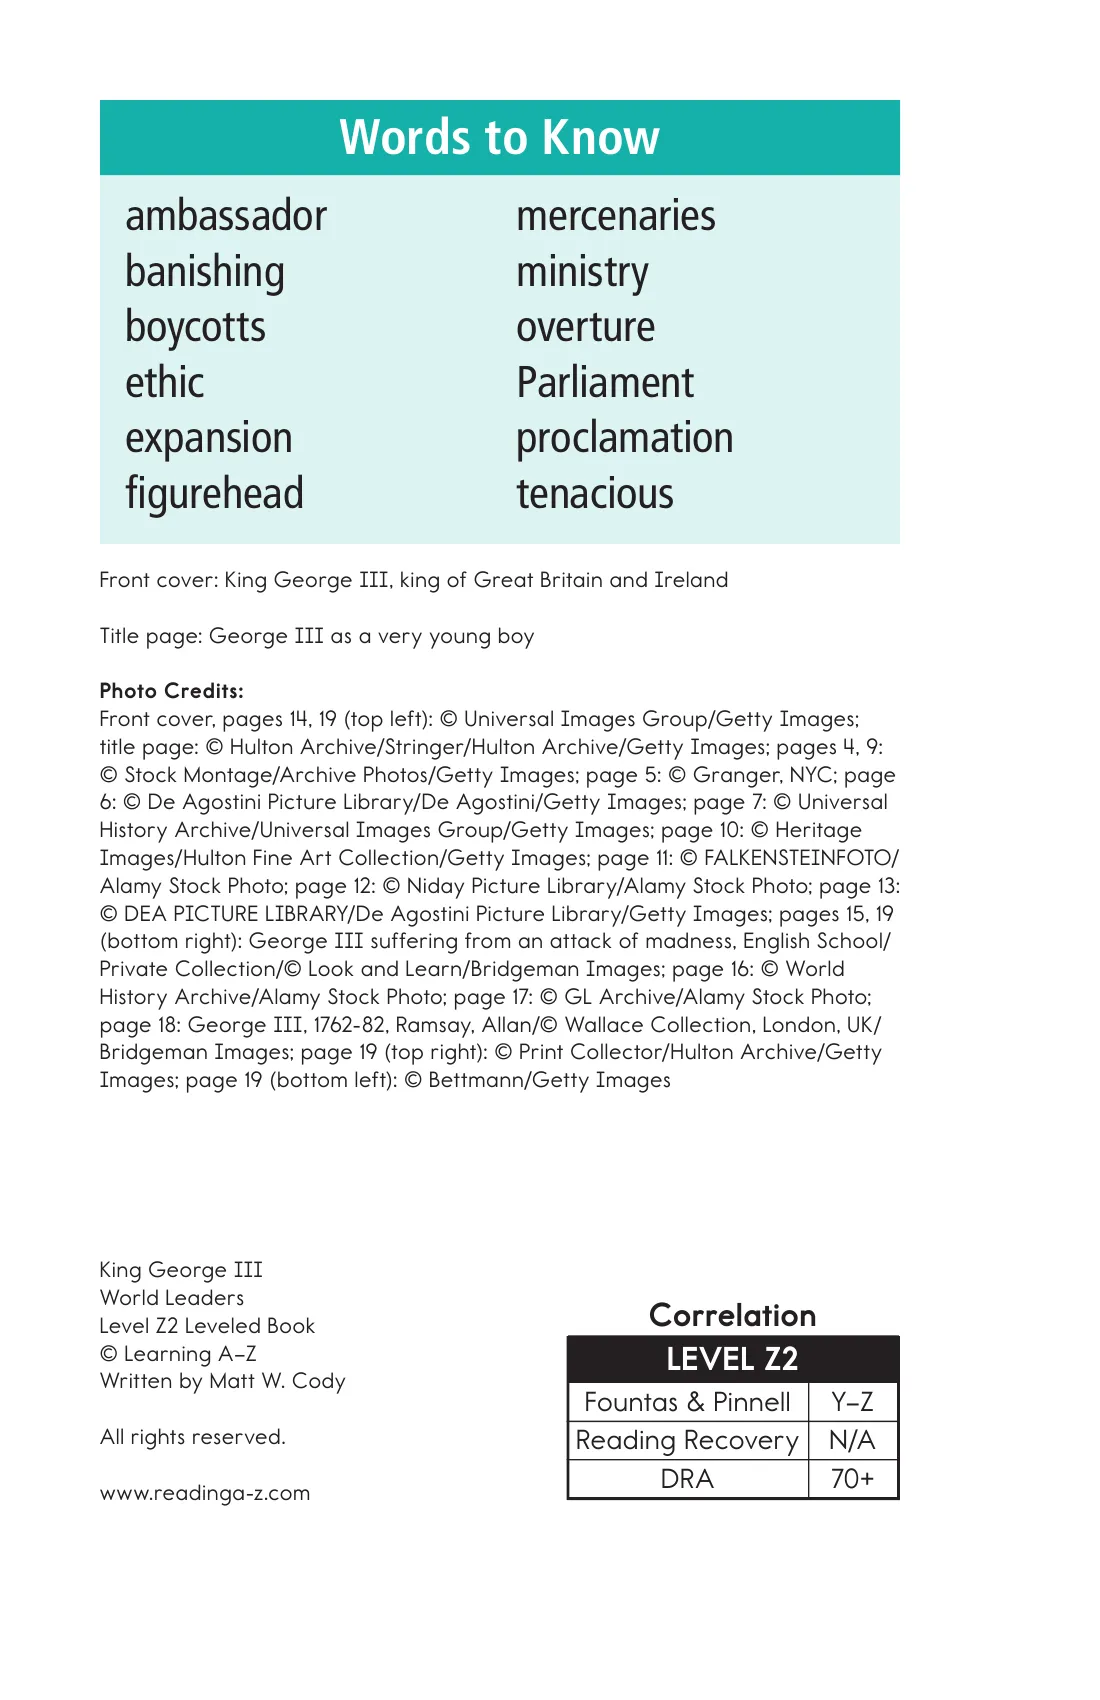 Words to Know
ambassador
banishing
boycotts
ethic
expansion
figurehead
mercenaries
ministry
overture
Parliament
proclamation
tenacious
Front cover: King George III, king of Great Britain and Ireland
Title page: George III as a very young boy
Photo Credits:
Front cover, pages 14, 19 (top left): © Universal Images Group/Getty Images;
title page: © Hulton Archive/Stringer/Hulton Archive/Getty Images; pages 4, 9:
© Stock Montage/Archive Photos/Getty Images; page 5: © Granger, NYC; page
6: © De Agostini Picture Library/De Agostini/Getty Images; page 7: © Universal
History Archive/Universal Images Group/Getty Images; page 10: © Heritage
Images/Hulton Fine Art Collection/Getty Images; page 11: © FALKENSTEINFOTO/
Alamy Stock Photo; page 12: © Niday Picture Library/Alamy Stock Photo; page 13:
© DEA PICTURE LIBRARY/De Agostini Picture Library/Getty Images; pages 15, 19
(bottom right): George III suffering from an attack of madness, English School/
Private Collection/© Look and Learn/Bridgeman Images; page 16: © World
History Archive/Alamy Stock Photo; page 17: © GL Archive/Alamy Stock Photo;
page 18: George III, 1762-82, Ramsay, Allan/© Wallace Collection, London, UK/
Bridgeman Images; page 19 (top right): © Print Collector/Hulton Archive/Getty
Images; page 19 (bottom left): © Bettmann/Getty Images
King George III
World Leaders
Level Z2 Leveled Book
© Learning A–Z
Written by Matt W. Cody
All rights reserved.
www.readinga-z.com
Correlation
LEVEL Z2
Fountas & Pinnell Y–Z
Reading Recovery N/A
DRA 70+